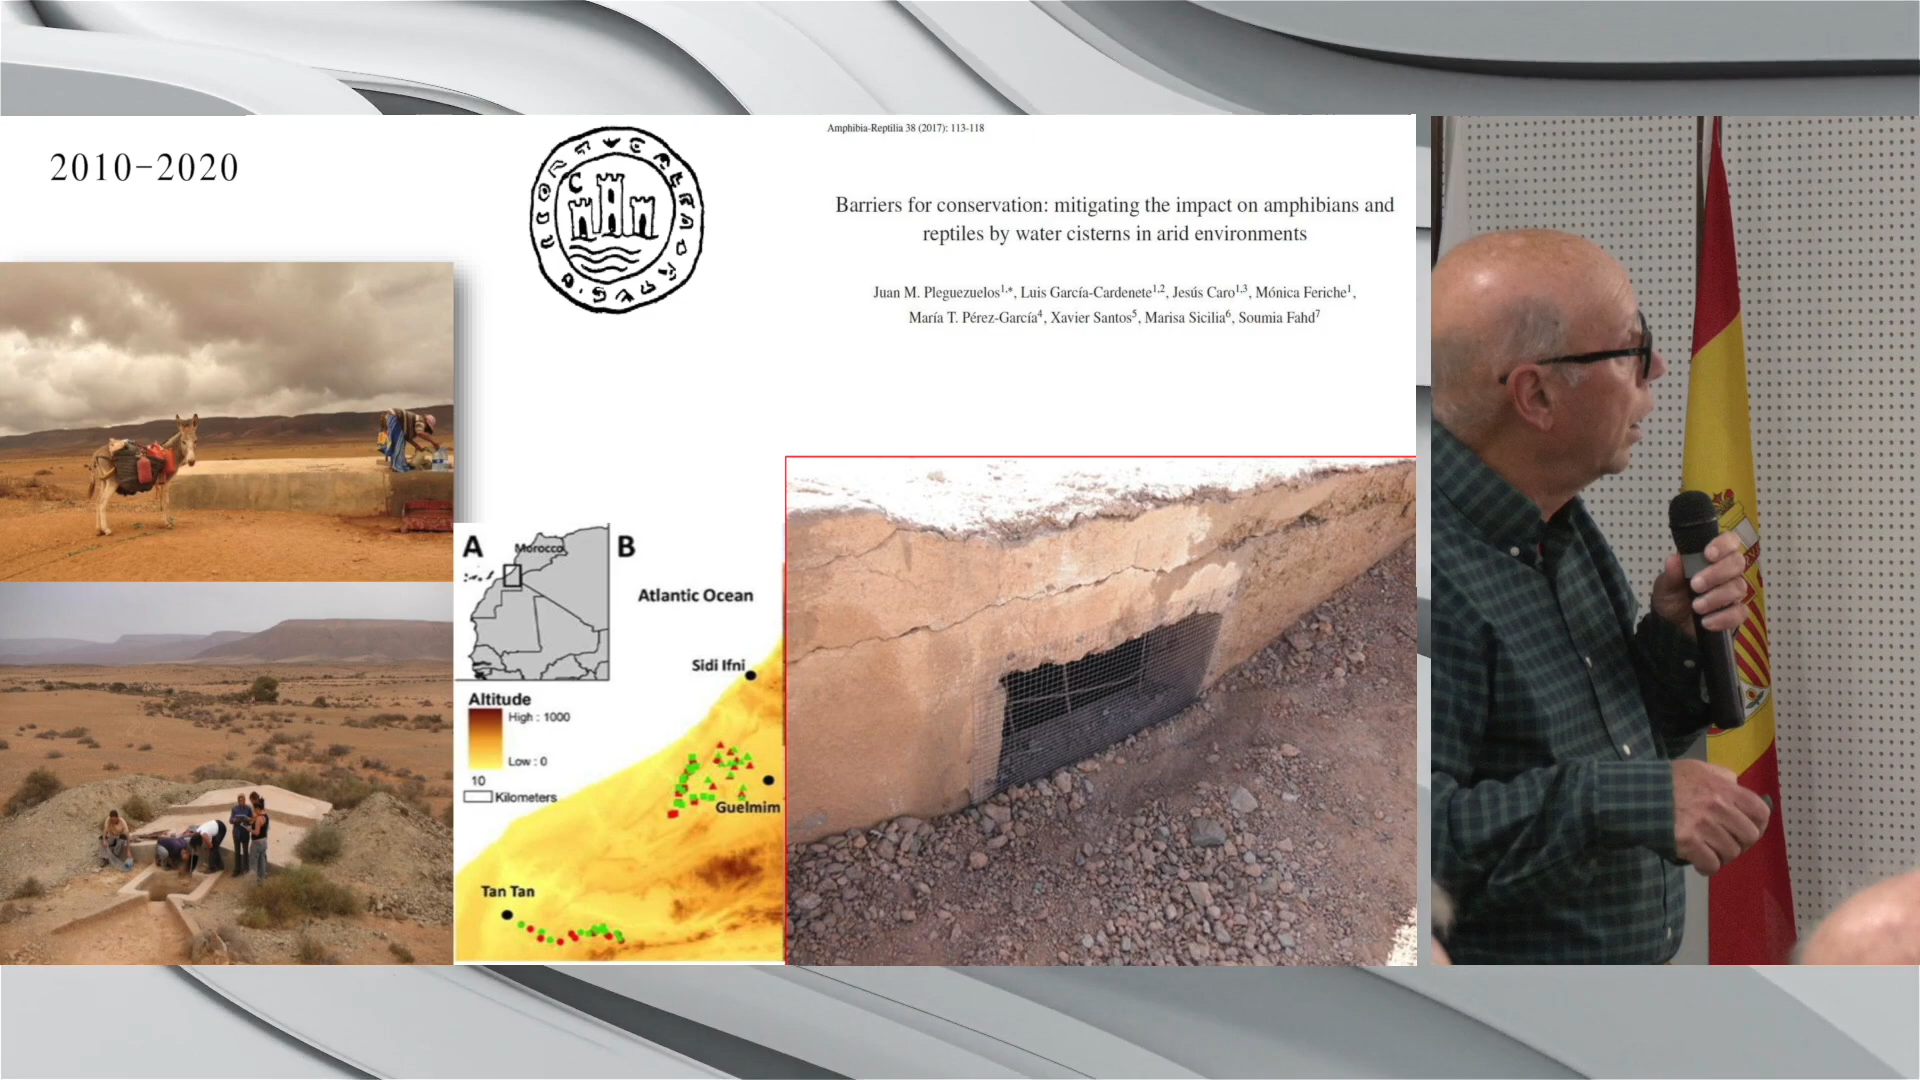 2010-2020
C
Amphibia-Reptilia 38 (2017): 113-118
Barriers for conservation: mitigating the impact on amphibians and
reptiles by water cisterns in arid environments
Juan M. Pleguezuelos1,*, Luis García-Cardenete1,2, Jesús Caro1,3, Mónica Feriche1,
María T. Pérez-García4, Xavier Santos5, Marisa Sicilia6, Soumia Fahd7
A
Morocco
B
Atlantic Ocean
Sidi Ifni
Altitude
High : 1000
Low : 0
10
Kilometers
Guelmim
Tan Tan